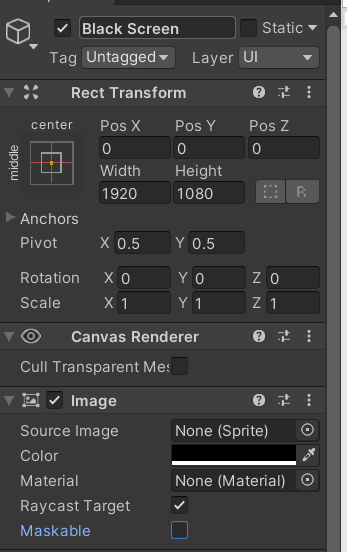 Black Screen Static
Tag Untagged Layer UI
Rect Transform
center
middle
Pos X Pos Y Pos Z
0 0 0
Width Height
1920 1080
R
Anchors
Pivot X 0.5 Y 0.5
Rotation X 0 Y 0 Z 0
Scale X 1 Y 1 Z 1
Canvas Renderer
Cull Transparent Mes
Image
Source Image None (Sprite)
Color
Material None (Material)
Raycast Target
Maskable